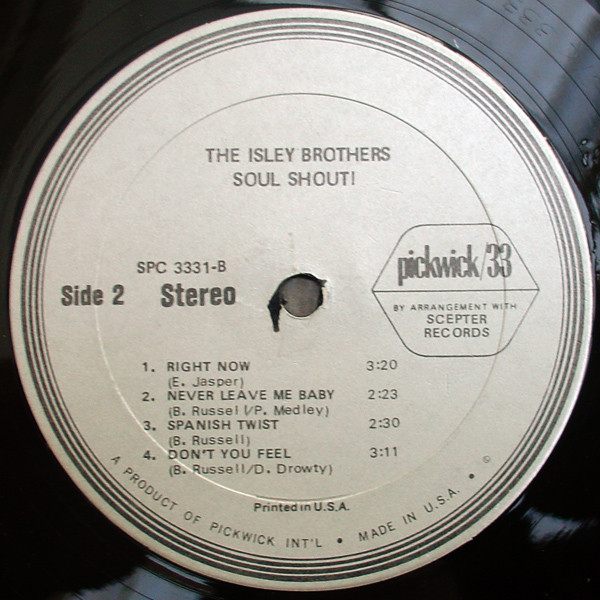 THE ISLEY BROTHERS
SOUL SHOUT!
pickwick/33
BY ARRANGEMENT WITH
SCEPTER
RECORDS
SPC 3331-B
Side 2 Stereo
1. RIGHT NOW 3:20
(E. Jasper)
2. NEVER LEAVE ME BABY 2:23
(B. Russel l/P. Medley)
3. SPANISH TWIST 2:30
(B. Russell)
4. DON'T YOU FEEL 3:11
(B. Russell/D. Drowty)
Printed in U.S.A.
A PRODUCT OF PICKWICK INT'L • MADE IN U.S.A. • ©